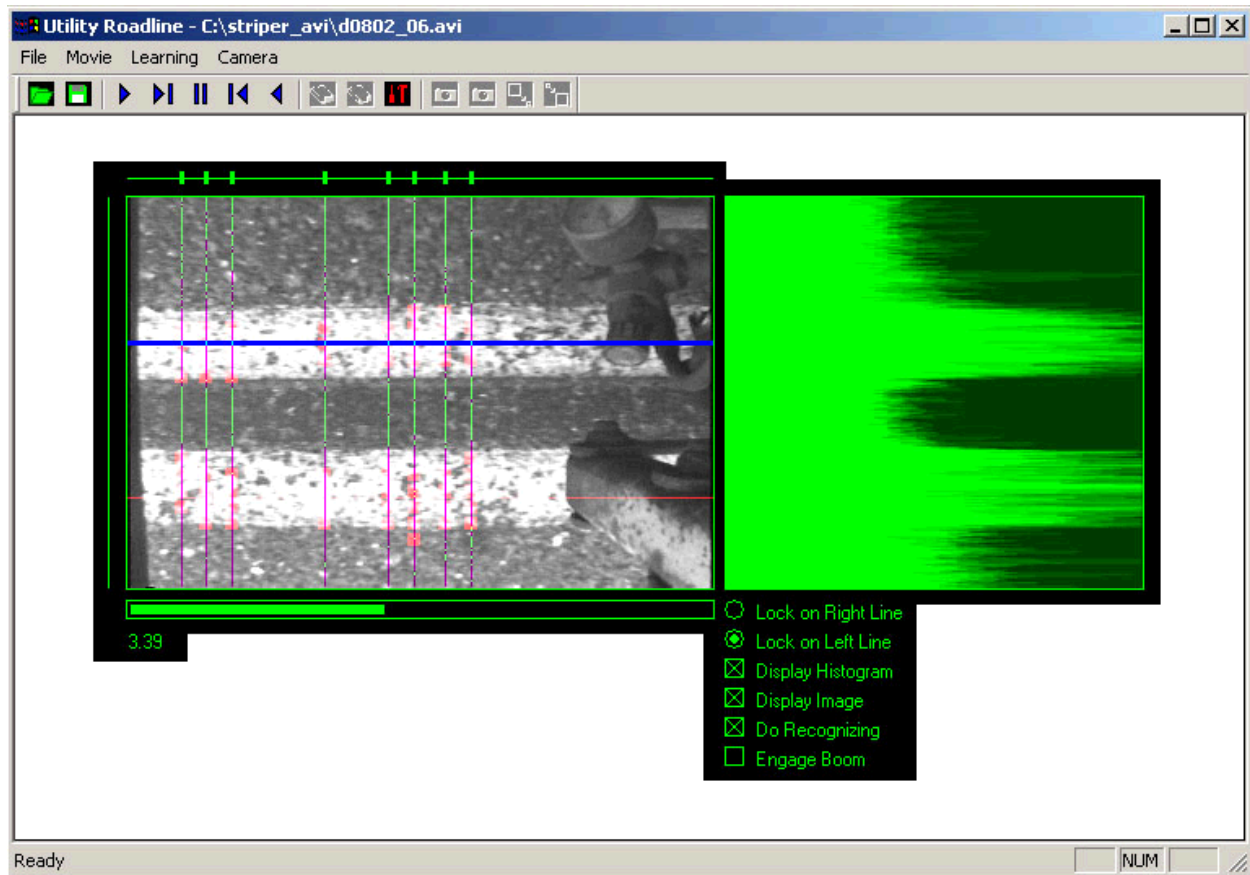 Utility Roadline - C:\striper_avi\d0802_06.avi
File Movie Learning Camera
3.39
Lock on Right Line
Lock on Left Line
Display Histogram
Display Image
Do Recognizing
Engage Boom
Ready NUM